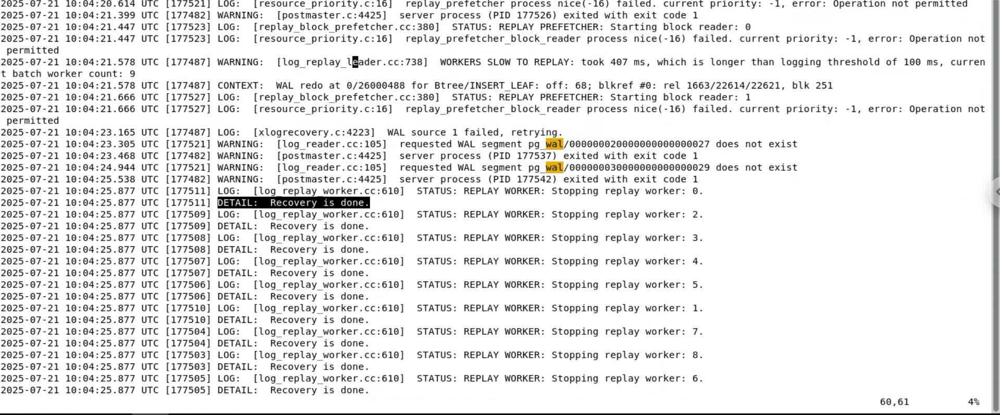 2025-07-21 10:04:20.614 UTC [177521] LOG:  [resource_priority.c:16]  replay_prefetcher process nice(-16) failed. current priority: -1, error: Operation not permitted
2025-07-21 10:04:21.399 UTC [177482] WARNING:  [postmaster.c:4425]  server process (PID 177526) exited with exit code 1
2025-07-21 10:04:21.447 UTC [177523] LOG:  [replay_block_prefetcher.cc:380]  STATUS: REPLAY PREFETCHER: Starting block reader: 0
2025-07-21 10:04:21.447 UTC [177523] LOG:  [resource_priority.c:16]  replay_prefetcher_block_reader process nice(-16) failed. current priority: -1, error: Operation not
 permitted
2025-07-21 10:04:21.578 UTC [177487] WARNING:  [log_replay_leader.cc:738]  WORKERS SLOW TO REPLAY: took 407 ms, which is longer than logging threshold of 100 ms, curren
t batch worker count: 9
2025-07-21 10:04:21.578 UTC [177487] CONTEXT:  WAL redo at 0/26000488 for Btree/INSERT_LEAF: off: 68; blkref #0: rel 1663/22614/22621, blk 251
2025-07-21 10:04:21.666 UTC [177527] LOG:  [replay_block_prefetcher.cc:380]  STATUS: REPLAY PREFETCHER: Starting block reader: 1
2025-07-21 10:04:21.666 UTC [177527] LOG:  [resource_priority.c:16]  replay_prefetcher_block_reader process nice(-16) failed. current priority: -1, error: Operation not
 permitted
2025-07-21 10:04:23.165 UTC [177487] LOG:  [xlogrecovery.c:4223]  WAL source 1 failed, retrying.
2025-07-21 10:04:23.305 UTC [177521] WARNING:  [log_reader.cc:105]  requested WAL segment pg_wal/000000020000000000000027 does not exist
2025-07-21 10:04:23.468 UTC [177482] WARNING:  [postmaster.c:4425]  server process (PID 177537) exited with exit code 1
2025-07-21 10:04:24.944 UTC [177521] WARNING:  [log_reader.cc:105]  requested WAL segment pg_wal/000000030000000000000029 does not exist
2025-07-21 10:04:25.538 UTC [177482] WARNING:  [postmaster.c:4425]  server process (PID 177542) exited with exit code 1
2025-07-21 10:04:25.877 UTC [177511] LOG:  [log_replay_worker.cc:610]  STATUS: REPLAY WORKER: Stopping replay worker: 0.
2025-07-21 10:04:25.877 UTC [177511] DETAIL:  Recovery is done.
2025-07-21 10:04:25.877 UTC [177509] LOG:  [log_replay_worker.cc:610]  STATUS: REPLAY WORKER: Stopping replay worker: 2.
2025-07-21 10:04:25.877 UTC [177509] DETAIL:  Recovery is done.
2025-07-21 10:04:25.877 UTC [177508] LOG:  [log_replay_worker.cc:610]  STATUS: REPLAY WORKER: Stopping replay worker: 3.
2025-07-21 10:04:25.877 UTC [177508] DETAIL:  Recovery is done.
2025-07-21 10:04:25.877 UTC [177507] LOG:  [log_replay_worker.cc:610]  STATUS: REPLAY WORKER: Stopping replay worker: 4.
2025-07-21 10:04:25.877 UTC [177507] DETAIL:  Recovery is done.
2025-07-21 10:04:25.877 UTC [177506] LOG:  [log_replay_worker.cc:610]  STATUS: REPLAY WORKER: Stopping replay worker: 5.
2025-07-21 10:04:25.877 UTC [177506] DETAIL:  Recovery is done.
2025-07-21 10:04:25.877 UTC [177510] LOG:  [log_replay_worker.cc:610]  STATUS: REPLAY WORKER: Stopping replay worker: 1.
2025-07-21 10:04:25.877 UTC [177510] DETAIL:  Recovery is done.
2025-07-21 10:04:25.877 UTC [177504] LOG:  [log_replay_worker.cc:610]  STATUS: REPLAY WORKER: Stopping replay worker: 7.
2025-07-21 10:04:25.877 UTC [177504] DETAIL:  Recovery is done.
2025-07-21 10:04:25.877 UTC [177503] LOG:  [log_replay_worker.cc:610]  STATUS: REPLAY WORKER: Stopping replay worker: 8.
2025-07-21 10:04:25.877 UTC [177503] DETAIL:  Recovery is done.
2025-07-21 10:04:25.877 UTC [177505] LOG:  [log_replay_worker.cc:610]  STATUS: REPLAY WORKER: Stopping replay worker: 6.
2025-07-21 10:04:25.877 UTC [177505] DETAIL:  Recovery is done.
60,61 4%